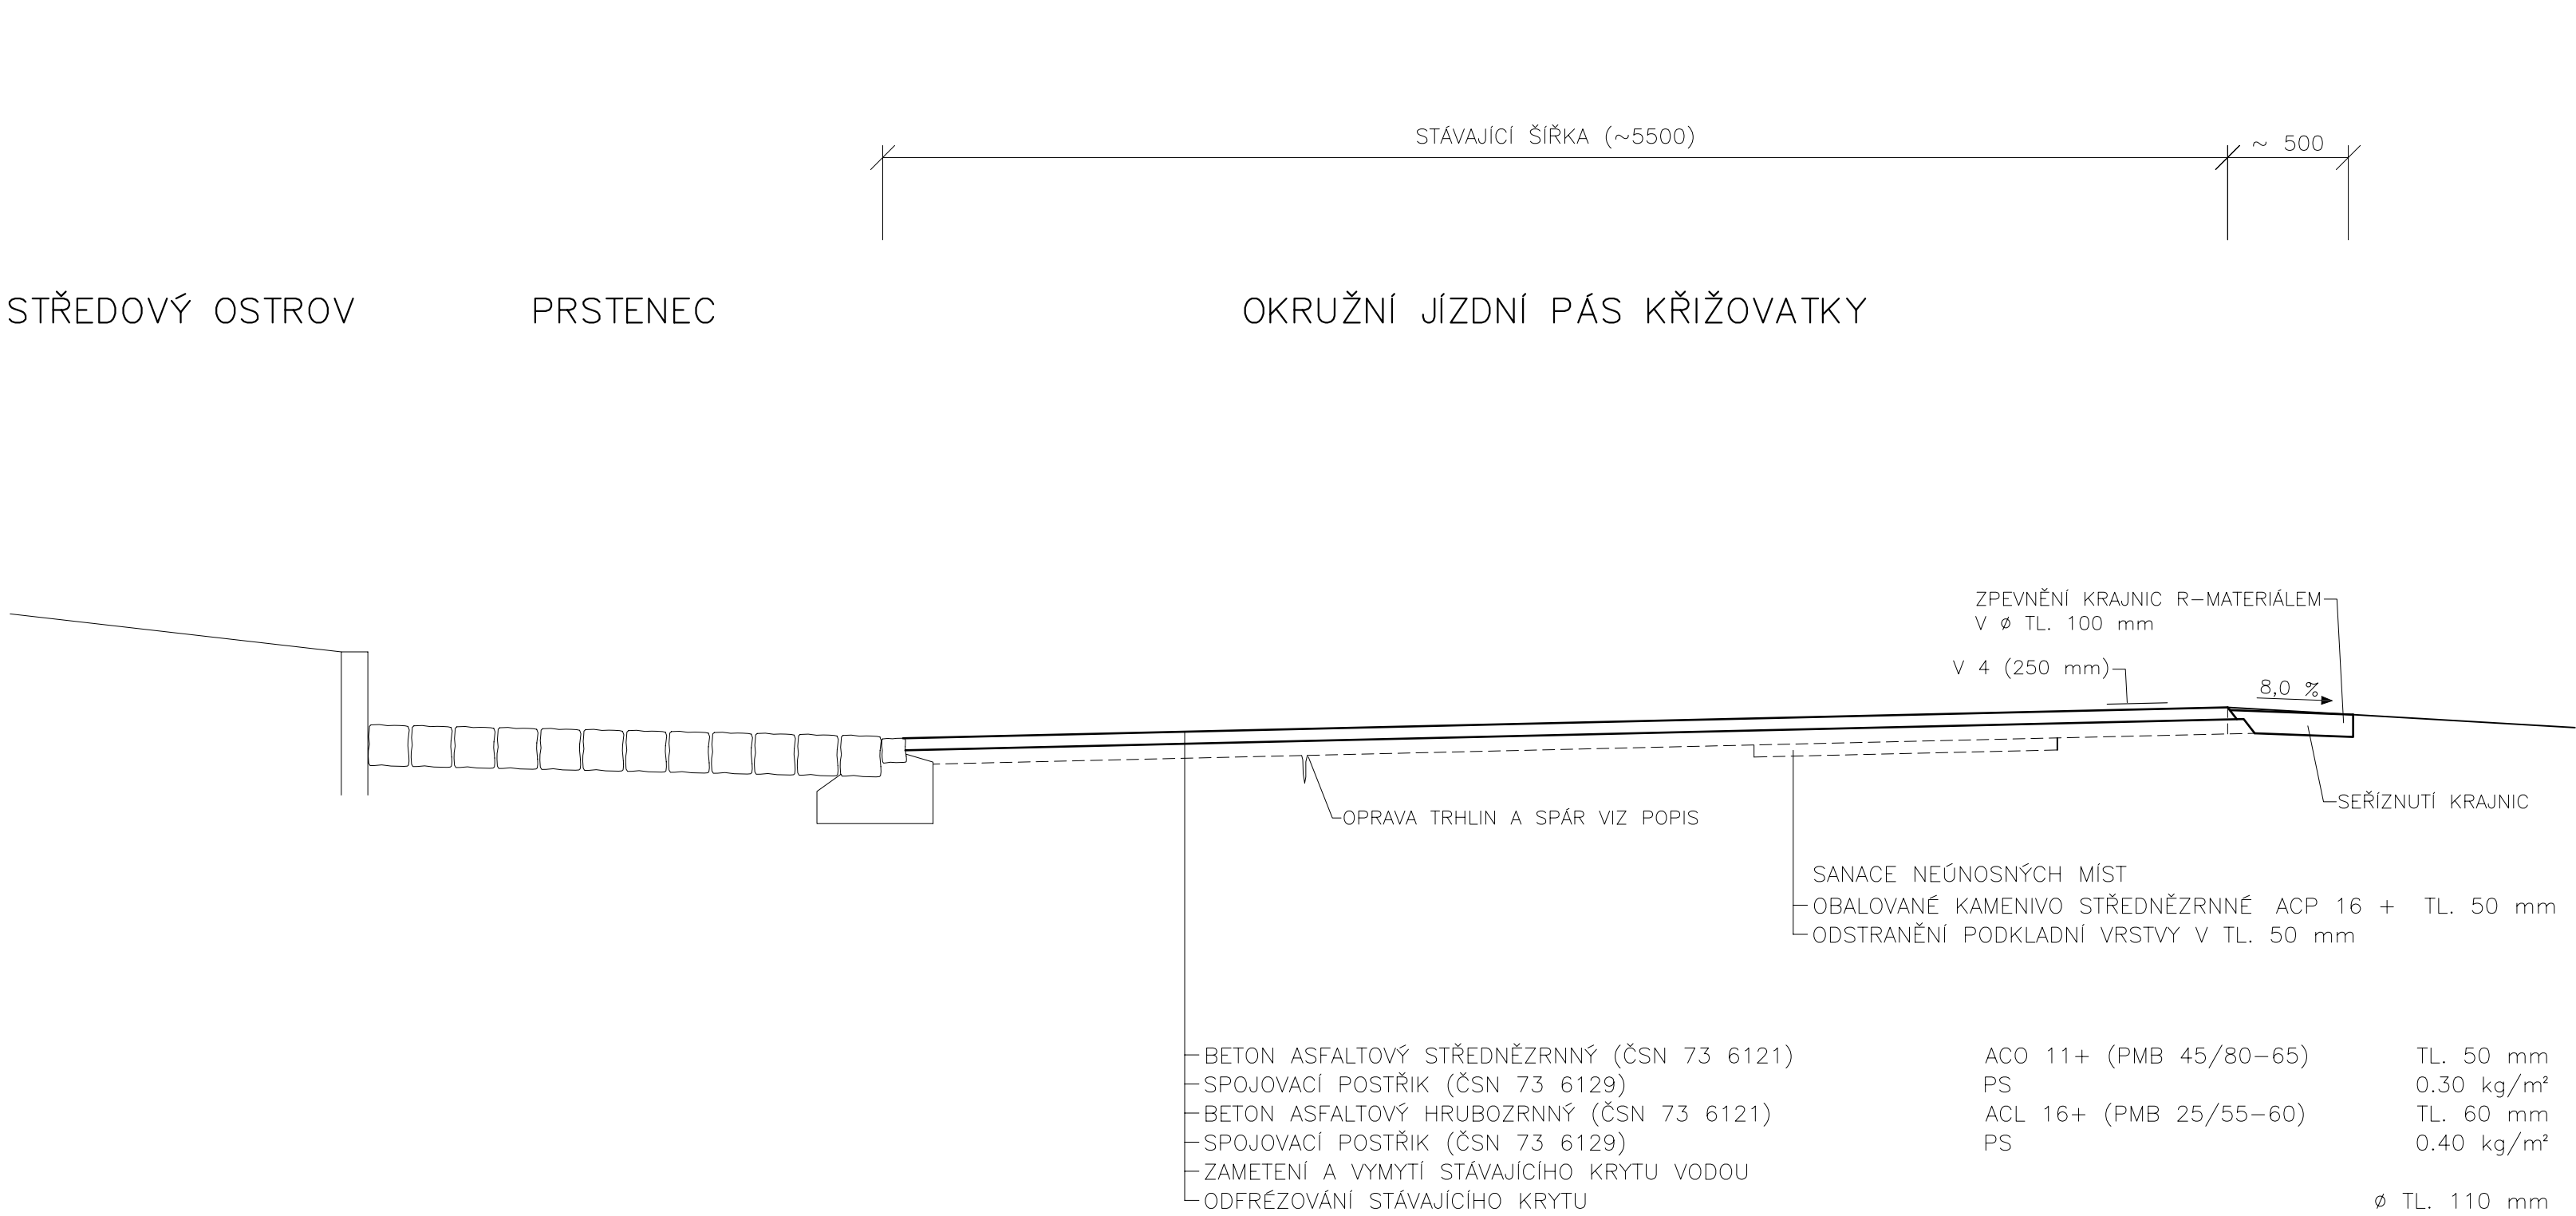 STÁVAJÍCÍ ŠÍŘKA (~5500)
~ 500
STŘEDOVÝ OSTROV
PRSTENEC
OKRUŽNÍ JÍZDNÍ PÁS KŘIŽOVATKY
ZPEVNĚNÍ KRAJNIC R-MATERIÁLEM
V ø TL. 100 mm
V 4 (250 mm)
8,0 %
SEŘÍZNUTÍ KRAJNIC
OPRAVA TRHLIN A SPÁR VIZ POPIS
SANACE NEÚNOSNÝCH MÍST
OBALOVANÉ KAMENIVO STŘEDNĚZRNNÉ ACP 16 + TL. 50 mm
ODSTRANĚNÍ PODKLADNÍ VRSTVY V TL. 50 mm
BETON ASFALTOVÝ STŘEDNĚZRNNÝ (ČSN 73 6121) ACO 11+ (PMB 45/80-65) TL. 50 mm
SPOJOVACÍ POSTŘIK (ČSN 73 6129) PS 0.30 kg/m²
BETON ASFALTOVÝ HRUBOZRNNÝ (ČSN 73 6121) ACL 16+ (PMB 25/55-60) TL. 60 mm
SPOJOVACÍ POSTŘIK (ČSN 73 6129) PS 0.40 kg/m²
ZAMETENÍ A VYMYTÍ STÁVAJÍCÍHO KRYTU VODOU
ODFRÉZOVÁNÍ STÁVAJÍCÍHO KRYTU ø TL. 110 mm